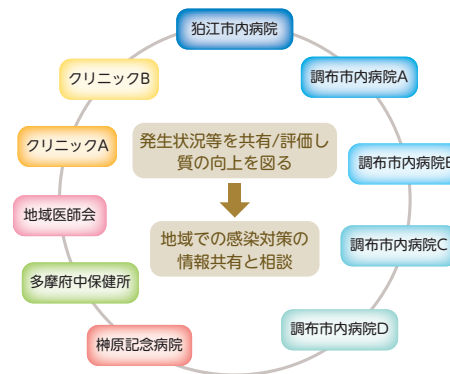 狛江市内病院
調布市内病院A
調布市内病院B
調布市内病院C
調布市内病院D
榊原記念病院
多摩府中保健所
地域医師会
クリニックA
クリニックB
発生状況等を共有/評価し
質の向上を図る
地域での感染対策の
情報共有と相談